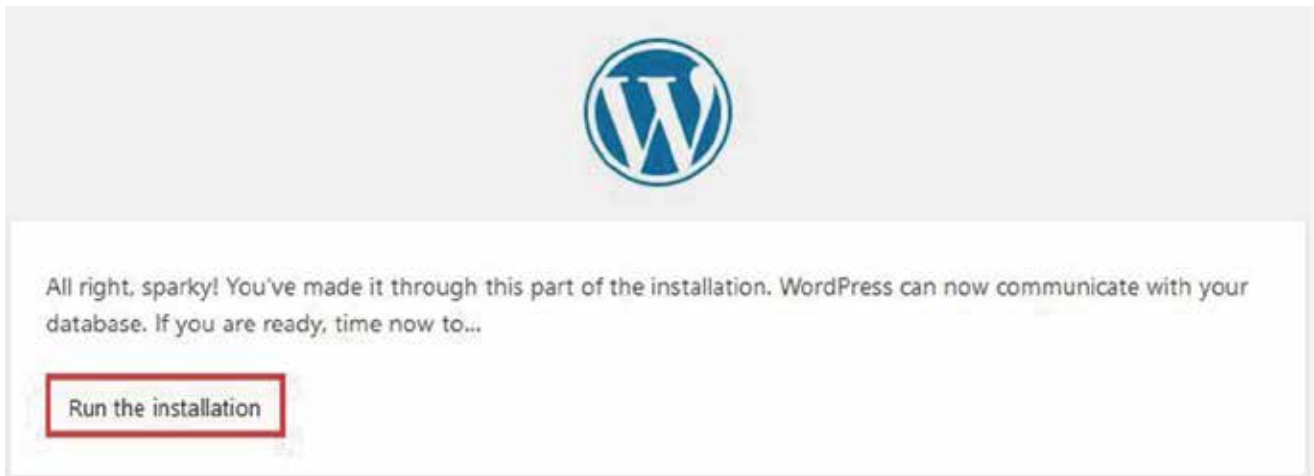 All right, sparky! You've made it through this part of the installation. WordPress can now communicate with your
database. If you are ready, time now to...
Run the installation